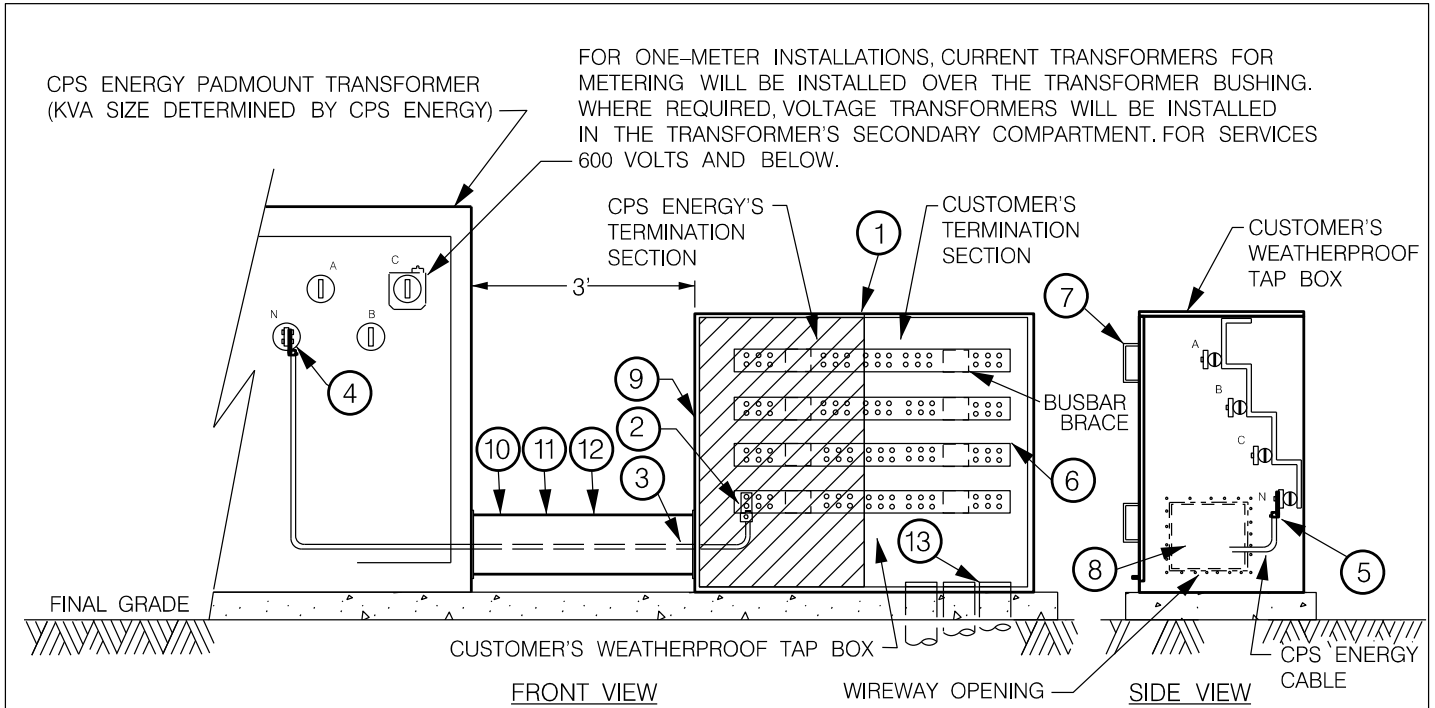 CPS ENERGY PADMOUNT TRANSFORMER
(KVA SIZE DETERMINED BY CPS ENERGY)
FOR ONE-METER INSTALLATIONS, CURRENT TRANSFORMERS FOR
METERING WILL BE INSTALLED OVER THE TRANSFORMER BUSHING.
WHERE REQUIRED, VOLTAGE TRANSFORMERS WILL BE INSTALLED
IN THE TRANSFORMER'S SECONDARY COMPARTMENT. FOR SERVICES
600 VOLTS AND BELOW.
CPS ENERGY'S
TERMINATION
SECTION
1
CUSTOMER'S
TERMINATION
SECTION
CUSTOMER'S
WEATHERPROOF
TAP BOX
A
C
N
B
3'
7
4
9
2
3
10
11
12
BUSBAR
BRACE
6
13
A
B
C
N
8
5
FINAL GRADE
CUSTOMER'S WEATHERPROOF TAP BOX
WIREWAY OPENING
CPS ENERGY
CABLE
FRONT VIEW
SIDE VIEW